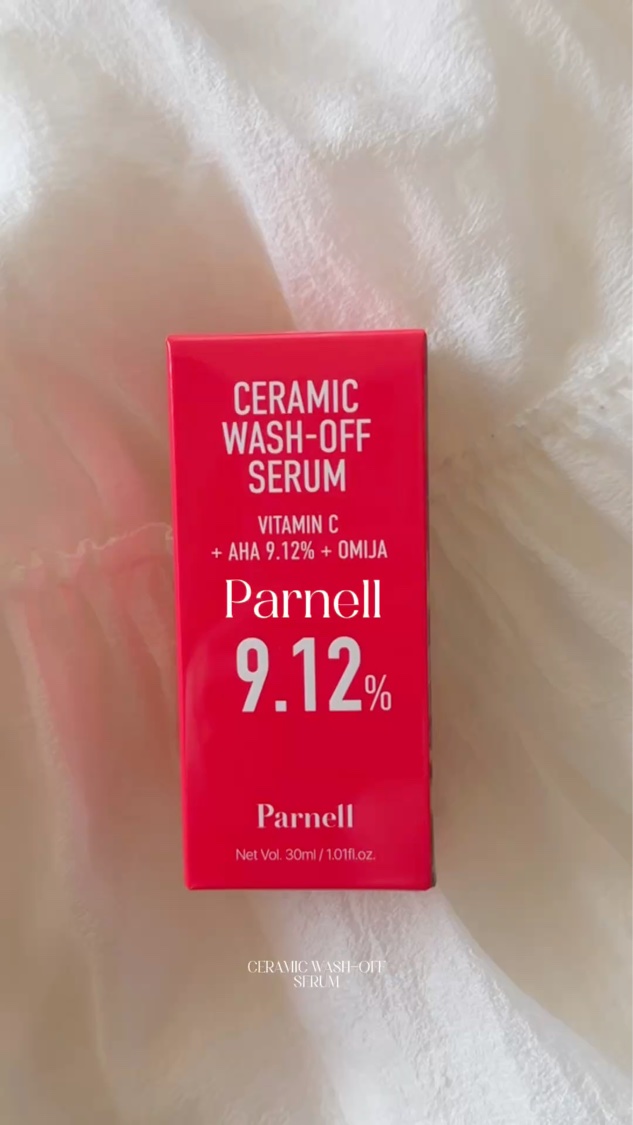 CERAMIC
WASH-OFF
SERUM
VITAMIN C
+ AHA 9.12% + OMIJA
Parnell
9.12%
Parnell
Net Vol. 30ml / 1.01fl.oz.
CERAMIC WASH-OFF
SERUM